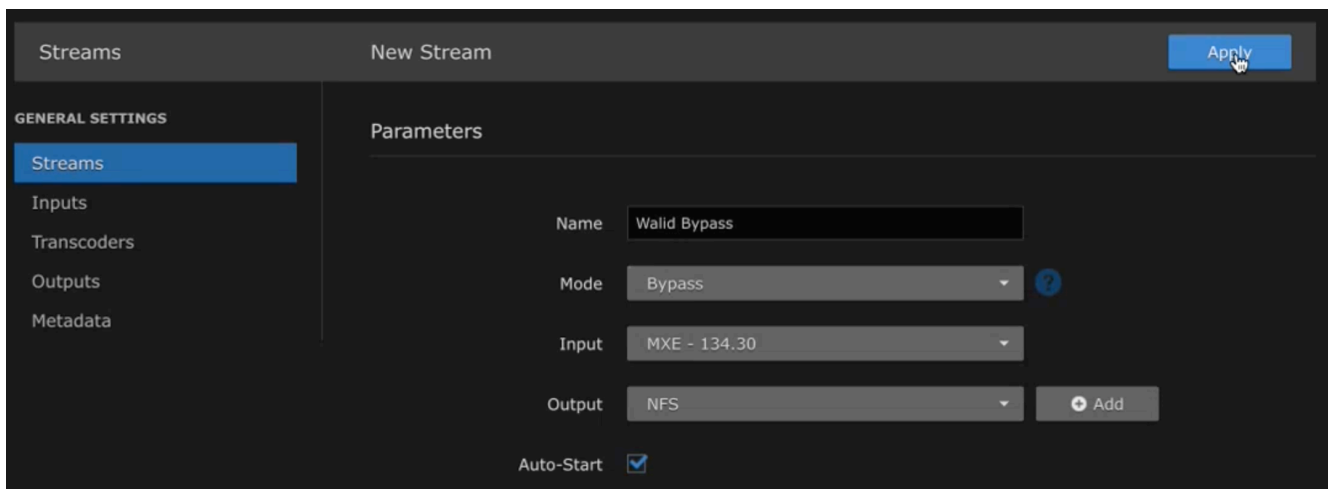 Streams
New Stream
Apply
GENERAL SETTINGS
Streams
Inputs
Transcoders
Outputs
Metadata
Parameters
Name
Walid Bypass
Mode
Bypass
?
Input
MXE - 134.30
Output
NFS
Add
Auto-Start